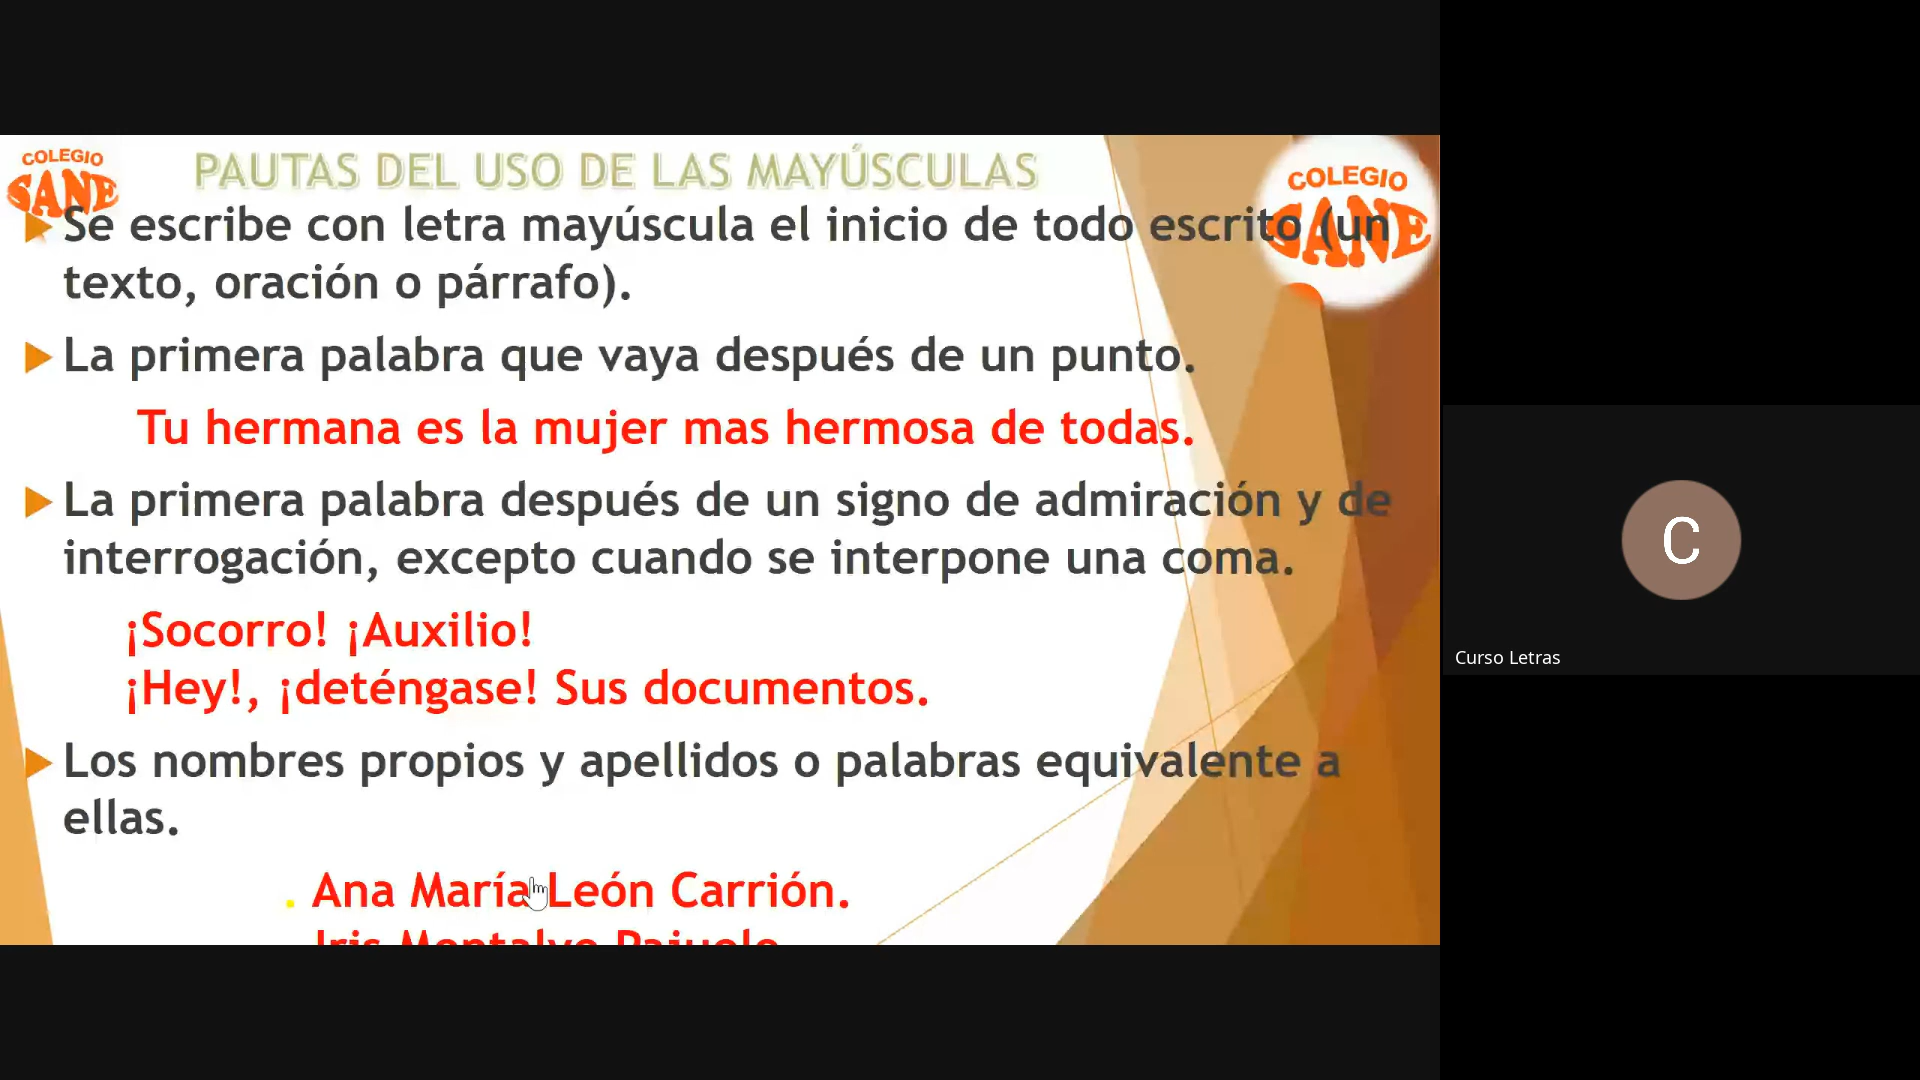 COLEGIO
SANE
PAUTAS DEL USO DE LAS MAYÚSCULAS
COLEGIO
SANE
Se escribe con letra mayúscula el inicio de todo escrito (un
texto, oración o párrafo).
La primera palabra que vaya después de un punto.
Tu hermana es la mujer mas hermosa de todas.
La primera palabra después de un signo de admiración y de
interrogación, excepto cuando se interpone una coma.
¡Socorro! ¡Auxilio!
¡Hey!, ¡deténgase! Sus documentos.
Los nombres propios y apellidos o palabras equivalente a
ellas.
. Ana María León Carrión.
Iris Montalvo
C
Curso Letras